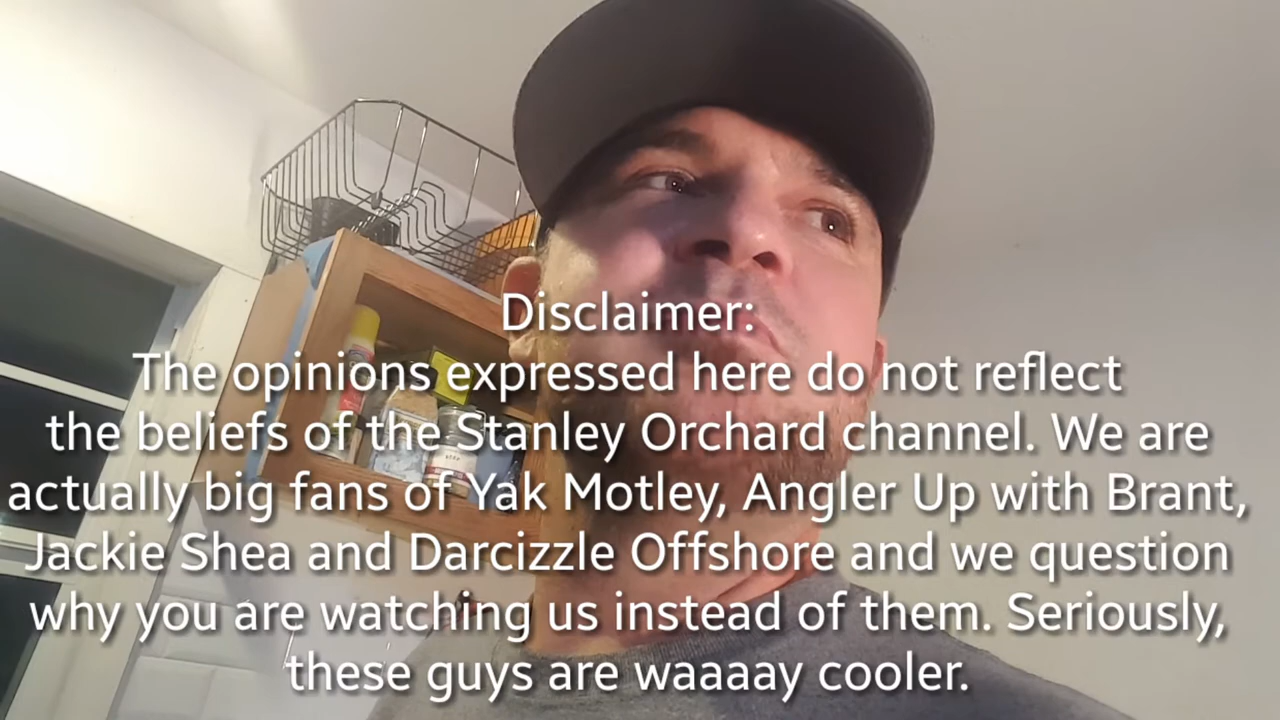 Disclaimer:
The opinions expressed here do not reflect
the beliefs of the Stanley Orchard channel. We are
actually big fans of Yak Motley, Angler Up with Brant,
Jackie Shea and Darcizzle Offshore and we question
why you are watching us instead of them. Seriously,
these guys are waaaay cooler.